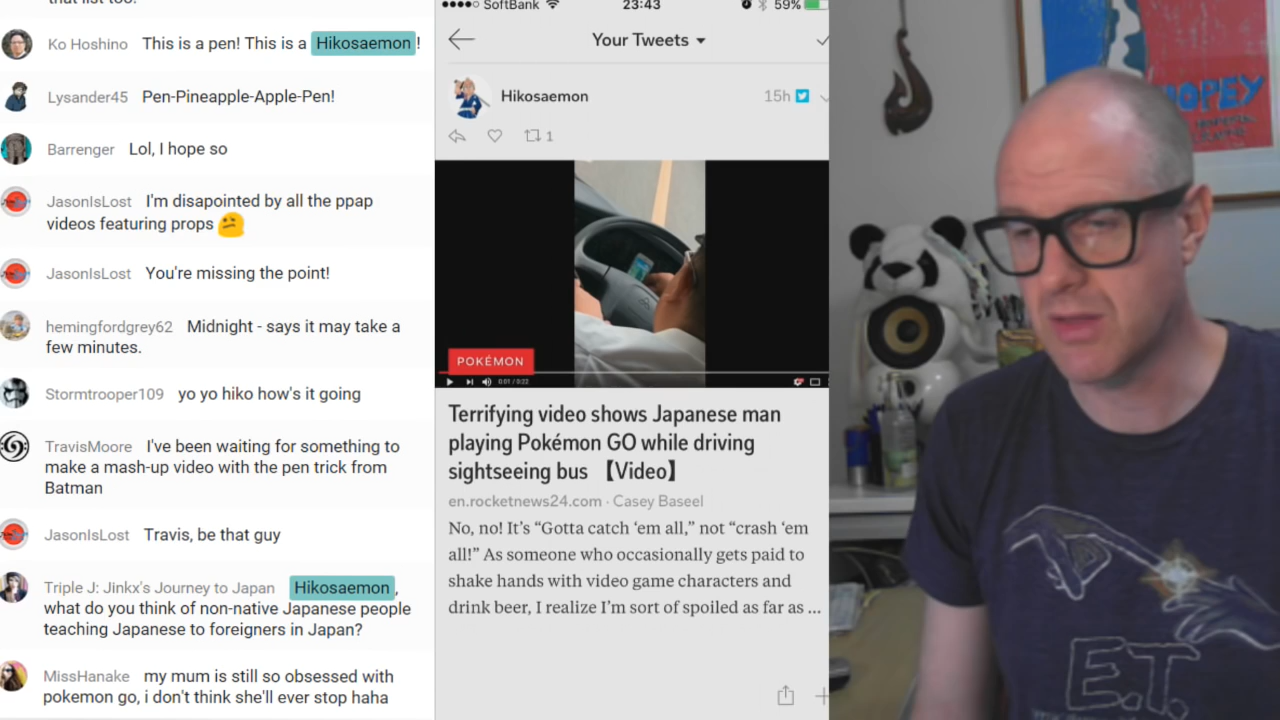 that list too!
Ko Hoshino This is a pen! This is a Hikosaemon!
Lysander45 Pen-Pineapple-Apple-Pen!
Barrenger Lol, I hope so
JasonIsLost I'm disapointed by all the ppap
videos featuring props
JasonIsLost You're missing the point!
hemingfordgrey62 Midnight - says it may take a
few minutes.
Stormtrooper109 yo yo hiko how's it going
TravisMoore I've been waiting for something to
make a mash-up video with the pen trick from
Batman
JasonIsLost Travis, be that guy
Triple J: Jinkx's Journey to Japan Hikosaemon,
what do you think of non-native Japanese people
teaching Japanese to foreigners in Japan?
MissHanake my mum is still so obsessed with
pokemon go, i don't think she'll ever stop haha
SoftBank 23:43 59%
Your Tweets
Hikosaemon 15h
1
POKÉMON
0:01 / 0:22
Terrifying video shows Japanese man
playing Pokémon GO while driving
sightseeing bus 【Video】
en.rocketnews24.com · Casey Baseel
No, no! It's “Gotta catch ‘em all,” not “crash ‘em
all!” As someone who occasionally gets paid to
shake hands with video game characters and
drink beer, I realize I'm sort of spoiled as far as ...
HOPEY
E.T.